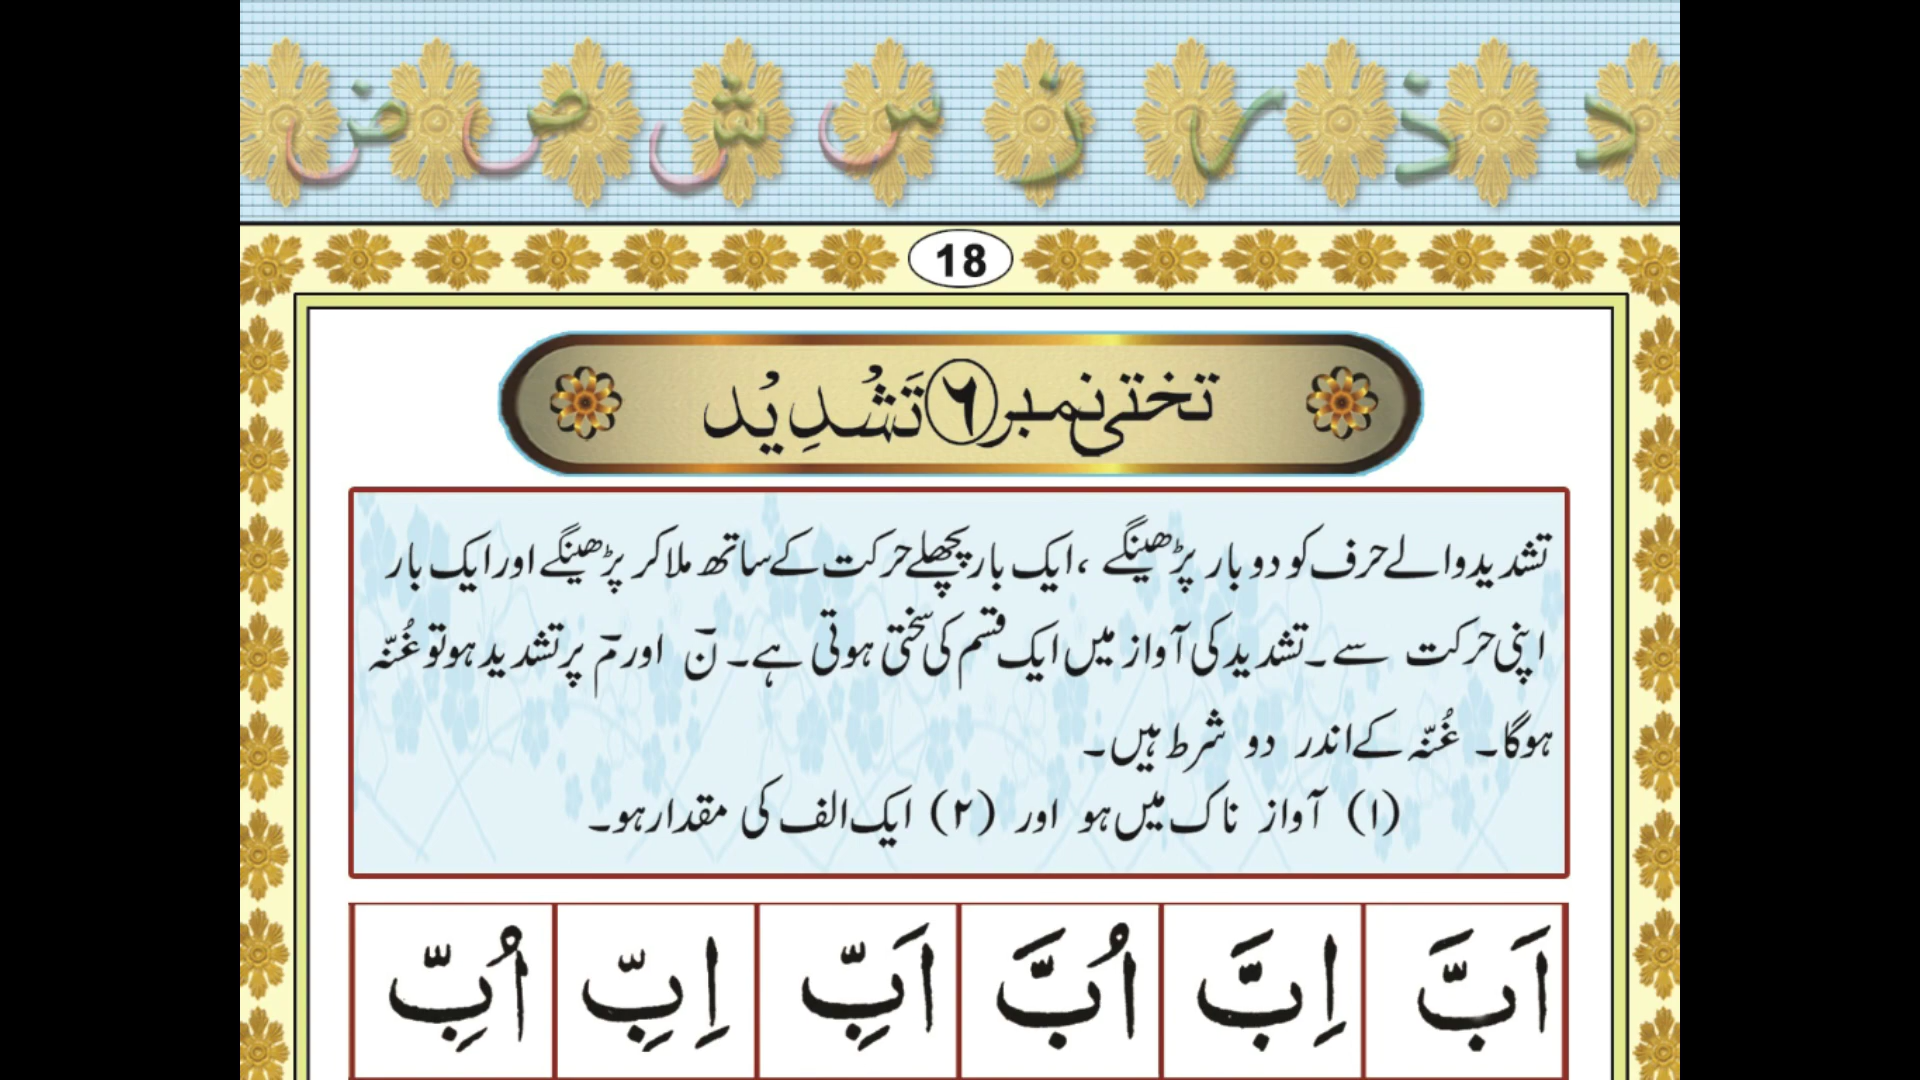 د ذ ر ز س ش ص ض
18
تختی نمبر ۶ تَشْدِیْد
تشدید والے حرف کو دو بار پڑھینگے ، ایک بار پچھلے حرکت کے ساتھ ملا کر پڑھینگے اور ایک بار
اپنی حرکت سے ۔ تشدید کی آواز میں ایک قسم کی سختی ہوتی ہے ۔ نٓ اور مٓ پر تشدید ہو تو غُنّہ
ہوگا ۔ غُنّہ کے اندر دو شرط ہیں ۔
(۱) آواز ناک میں ہو اور (۲) ایک الف کی مقدار ہو ۔
اَبَّ اِبَّ اُبَّ اَبِّ اِبِّ اُبِّ